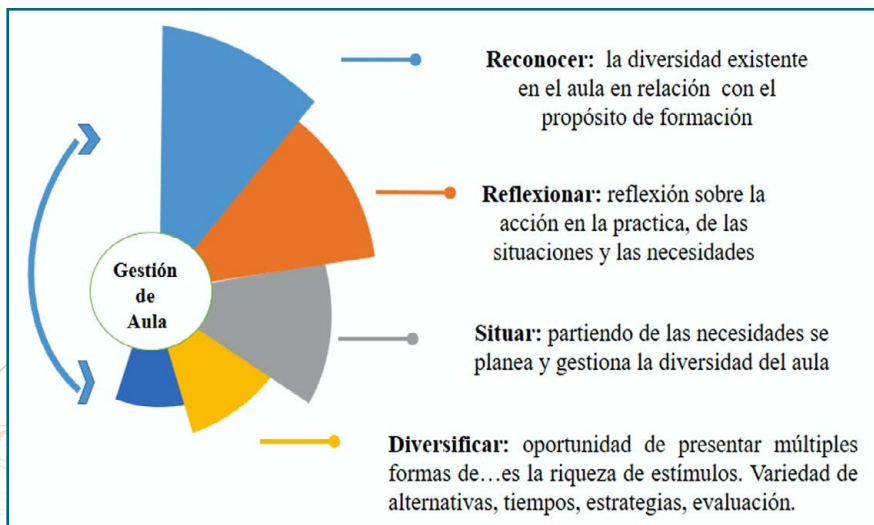 Reconocer: la diversidad existente
en el aula en relación con el
propósito de formación
Reflexionar: reflexión sobre la
acción en la practica, de las
situaciones y las necesidades
Gestión
de
Aula
Situar: partiendo de las necesidades se
planea y gestiona la diversidad del aula
Diversificar: oportunidad de presentar múltiples
formas de…es la riqueza de estímulos. Variedad de
alternativas, tiempos, estrategias, evaluación.